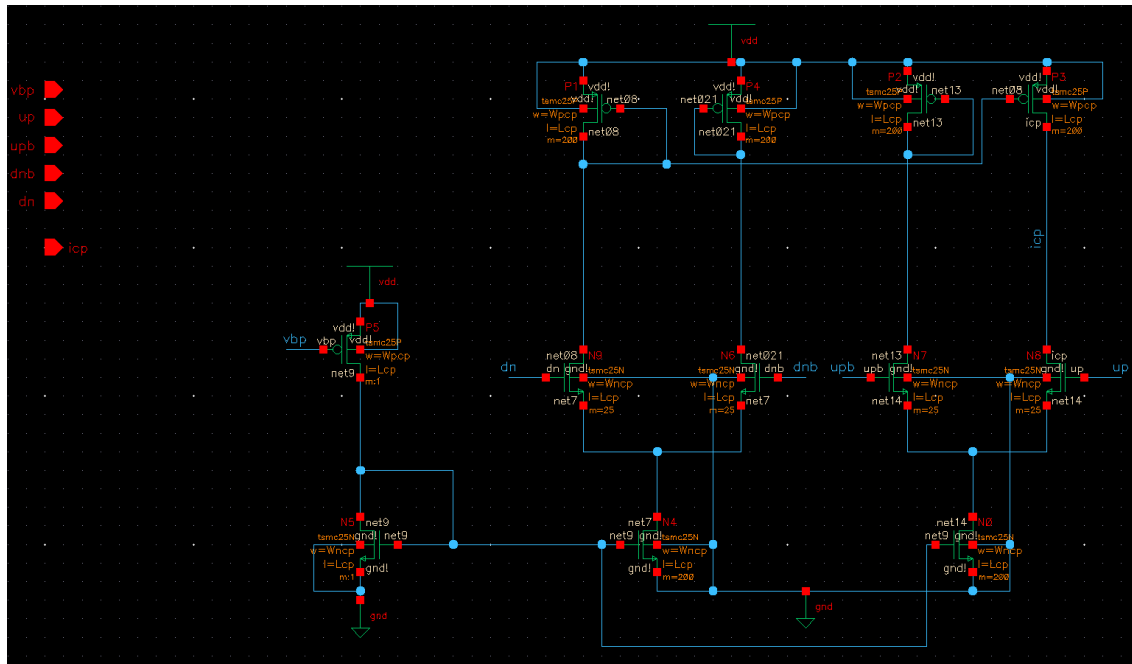 vbp
up
upb
dnb
dn
icp
vdd
P1
vdd!
vdd!
net08
tsmc25P
w=Wpcp
l=Lcp
m=200
net08
P4
vdd!
vdd!
net021
tsmc25P
w=Wpcp
l=Lcp
m=200
net021
P2
vdd!
vdd!
net13
tsmc25P
w=Wpcp
l=Lcp
m=200
net13
P3
vdd!
vdd!
net08
tsmc25P
w=Wpcp
l=Lcp
m=200
icp
icp
vdd
vbp
P5
vdd!
vbp
vdd!
tsmc25P
w=Wpcp
l=Lcp
m:1
net9
dn
N9
net08
dn gnd!
tsmc25N
w=Wncp
l=Lcp
m=25
net7
N6
net021
gnd! dnb
tsmc25N
w=Wncp
l=Lcp
m=25
net7
dnb
upb
N7
net13
upb gnd!
tsmc25N
w=Wncp
l=Lcp
m=25
net14
N8
icp
gnd! up
tsmc25N
w=Wncp
l=Lcp
m=25
net14
up
N5
net9
gnd! net9
tsmc25N
w=Wncp
l=Lcp
m:1
gnd!
gnd
N4
net7
net9 gnd!
tsmc25N
w=Wncp
l=Lcp
m=200
gnd!
gnd
N0
net14
net9 gnd!
tsmc25N
w=Wncp
l=Lcp
m=200
gnd!